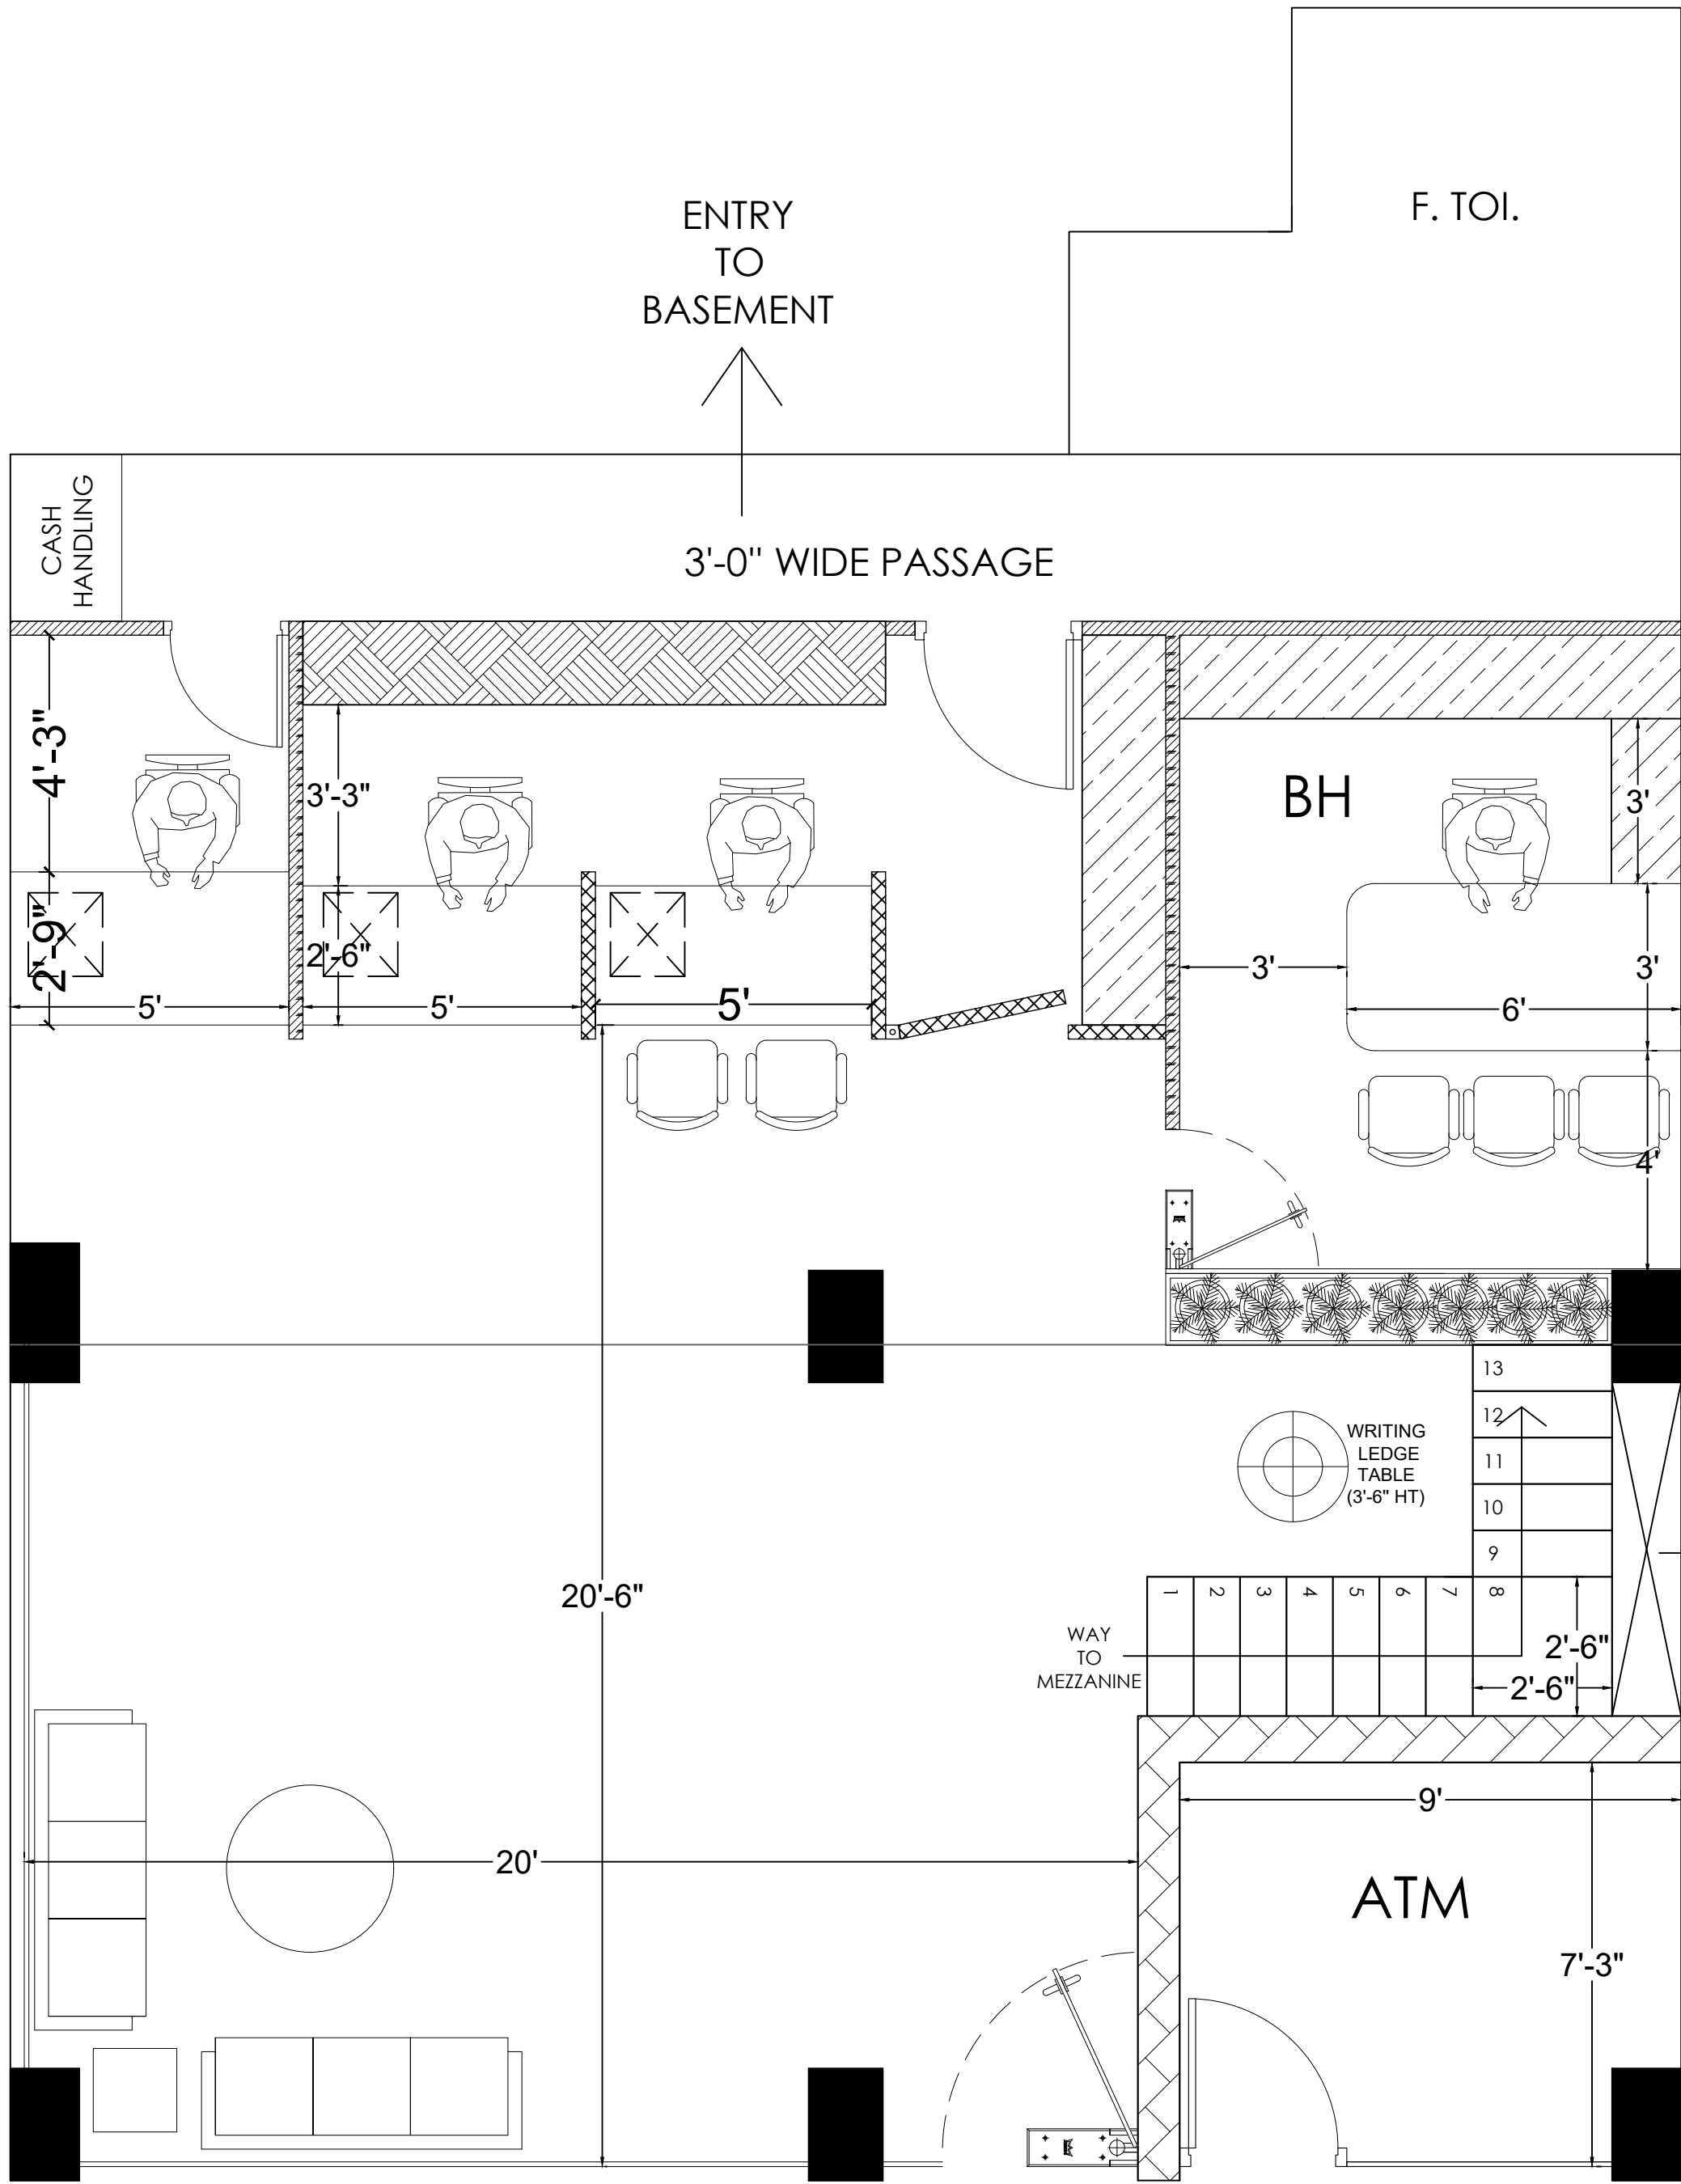 F. TOI.
ENTRY
TO
BASEMENT
CASH
HANDLING
3'-0" WIDE PASSAGE
4'-3"
3'-3"
BH
3'
2'-9"
2'-6"
3'
3'
5'
5'
5'
6'
4'
13
12
11
10
9
WRITING
LEDGE
TABLE
(3'-6" HT)
1
2
3
4
5
6
7
8
20'-6"
WAY
TO
MEZZANINE
2'-6"
2'-6"
9'
20'
ATM
7'-3"